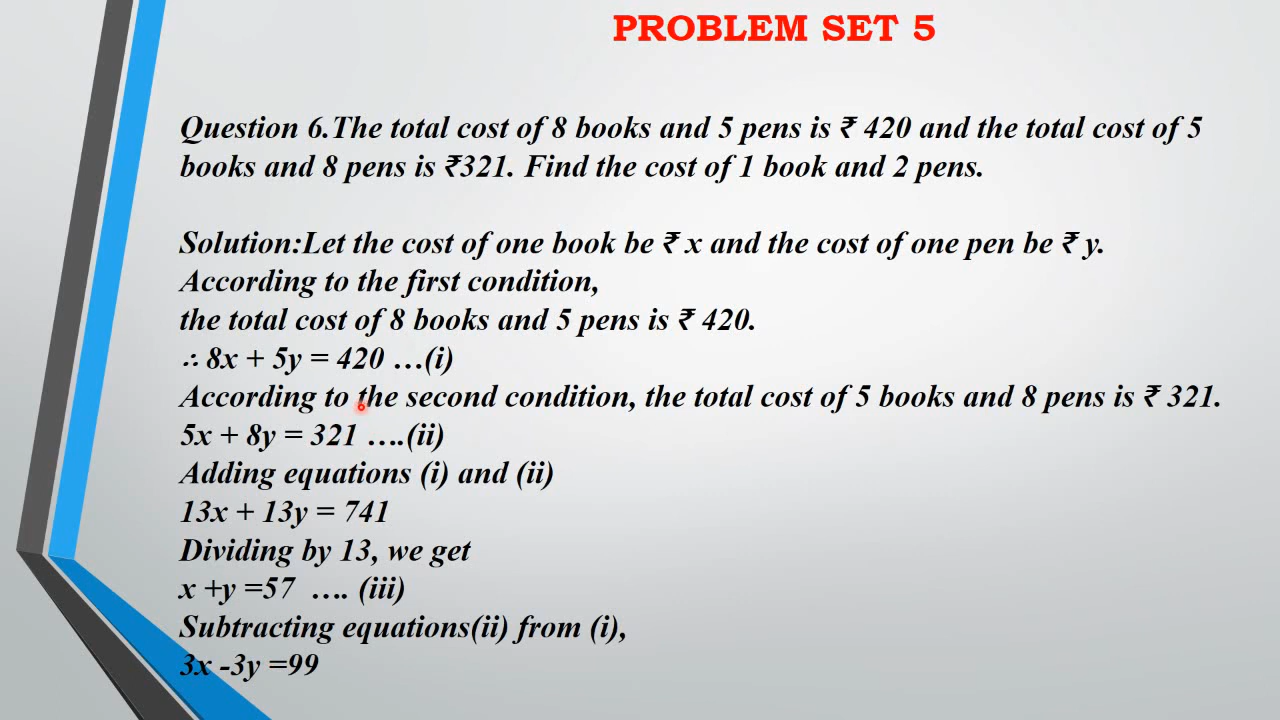 PROBLEM SET 5
Question 6.The total cost of 8 books and 5 pens is ₹ 420 and the total cost of 5
books and 8 pens is ₹321. Find the cost of 1 book and 2 pens.
Solution:Let the cost of one book be ₹ x and the cost of one pen be ₹ y.
According to the first condition,
the total cost of 8 books and 5 pens is ₹ 420.
∴ 8x + 5y = 420 …(i)
According to the second condition, the total cost of 5 books and 8 pens is ₹ 321.
5x + 8y = 321 ….(ii)
Adding equations (i) and (ii)
13x + 13y = 741
Dividing by 13, we get
x +y =57  …. (iii)
Subtracting equations(ii) from (i),
3x -3y =99